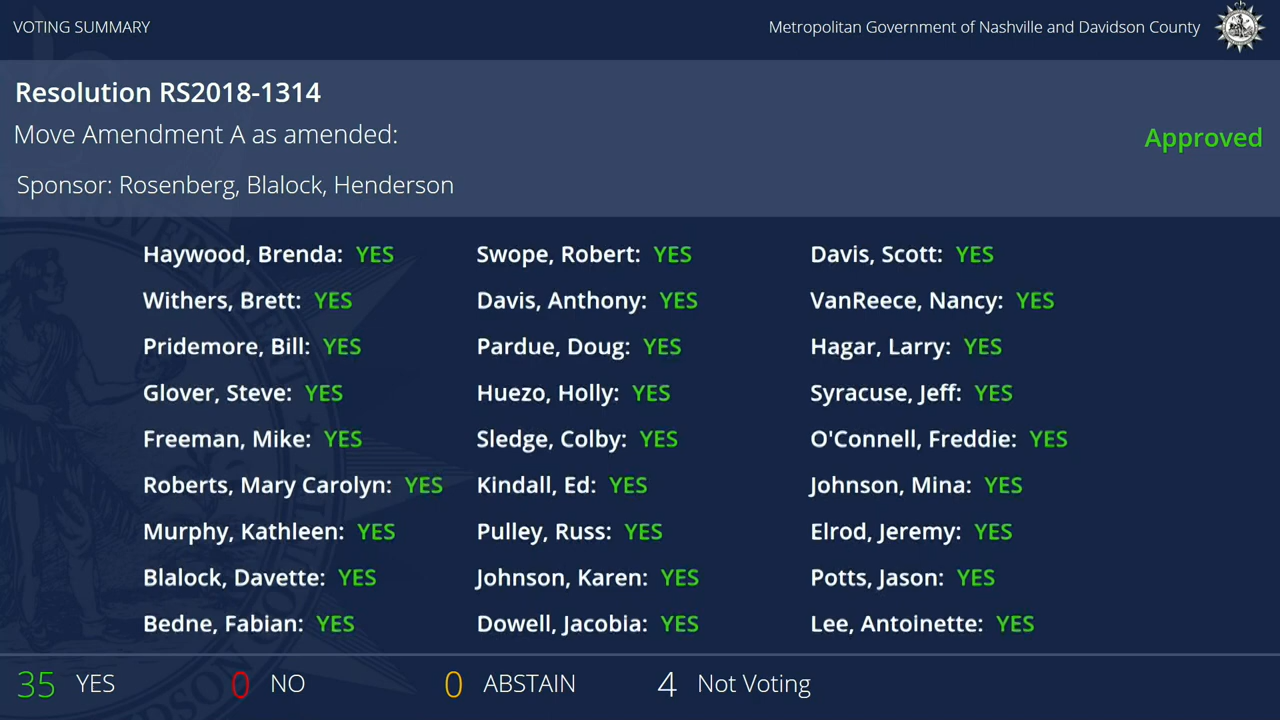 VOTING SUMMARY
Metropolitan Government of Nashville and Davidson County
Resolution RS2018-1314
Move Amendment A as amended:
Approved
Sponsor: Rosenberg, Blalock, Henderson
Haywood, Brenda: YES Swope, Robert: YES Davis, Scott: YES
Withers, Brett: YES Davis, Anthony: YES VanReece, Nancy: YES
Pridemore, Bill: YES Pardue, Doug: YES Hagar, Larry: YES
Glover, Steve: YES Huezo, Holly: YES Syracuse, Jeff: YES
Freeman, Mike: YES Sledge, Colby: YES O'Connell, Freddie: YES
Roberts, Mary Carolyn: YES Kindall, Ed: YES Johnson, Mina: YES
Murphy, Kathleen: YES Pulley, Russ: YES Elrod, Jeremy: YES
Blalock, Davette: YES Johnson, Karen: YES Potts, Jason: YES
Bedne, Fabian: YES Dowell, Jacobia: YES Lee, Antoinette: YES
35 YES 0 NO 0 ABSTAIN 4 Not Voting